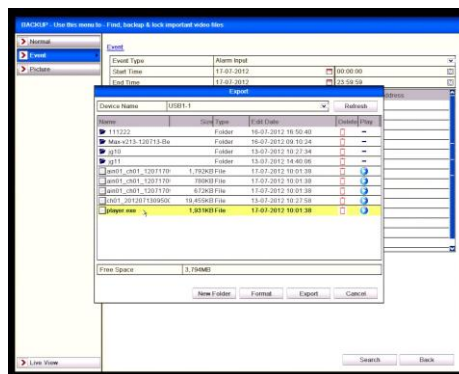 BACKUP - Use this menu to - Find, backup & lock important video files
Normal
Event
Picture
Event
Event Type Alarm Input
Start Time 17-07-2012 00:00:00
End Time 17-07-2012 23:59:59
Export
Device Name USB1-1 Refresh
Name Size Type Edit Date Delete Play
111222 Folder 16-07-2012 16:50:40 -
Folder 16-07-2012 09:10:24 -
jg10 Folder 13-07-2012 10:27:34 -
jg11 Folder 13-07-2012 14:40:06 -
File 17-07-2012 10:01:38
File 17-07-2012 10:01:38
672KB File 17-07-2012 10:01:38
File 13-07-2012 10:27:58
player.exe 1,931KB File 17-07-2012 10:01:38
Free Space 3,794MB
New Folder Format Export Cancel
Live View Search Back